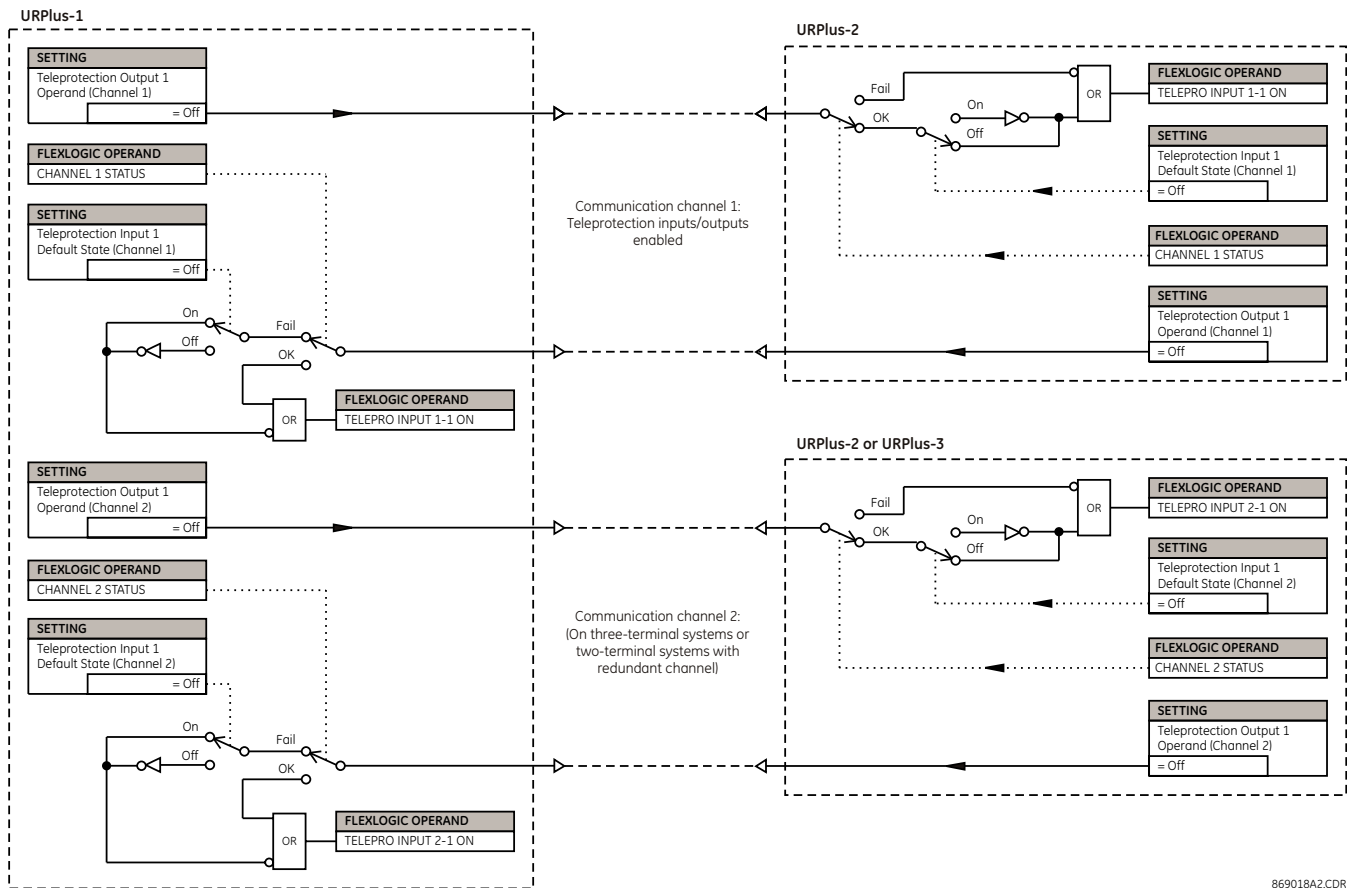 URPlus-1
SETTING
Teleprotection Output 1
Operand (Channel 1)
= Off
FLEXLOGIC OPERAND
CHANNEL 1 STATUS
SETTING
Teleprotection Input 1
Default State (Channel 1)
= Off
On
Off
Fail
OK
OR
FLEXLOGIC OPERAND
TELEPRO INPUT 1-1 ON
SETTING
Teleprotection Output 1
Operand (Channel 2)
= Off
FLEXLOGIC OPERAND
CHANNEL 2 STATUS
SETTING
Teleprotection Input 1
Default State (Channel 2)
= Off
On
Off
Fail
OK
OR
FLEXLOGIC OPERAND
TELEPRO INPUT 2-1 ON
Communication channel 1:
Teleprotection inputs/outputs
enabled
Communication channel 2:
(On three-terminal systems or
two-terminal systems with
redundant channel)
URPlus-2
Fail
OK
On
Off
OR
FLEXLOGIC OPERAND
TELEPRO INPUT 1-1 ON
SETTING
Teleprotection Input 1
Default State (Channel 1)
= Off
FLEXLOGIC OPERAND
CHANNEL 1 STATUS
SETTING
Teleprotection Output 1
Operand (Channel 1)
= Off
URPlus-2 or URPlus-3
Fail
OK
On
Off
OR
FLEXLOGIC OPERAND
TELEPRO INPUT 2-1 ON
SETTING
Teleprotection Input 1
Default State (Channel 2)
= Off
FLEXLOGIC OPERAND
CHANNEL 2 STATUS
SETTING
Teleprotection Output 1
Operand (Channel 2)
= Off
869018A2.CDR